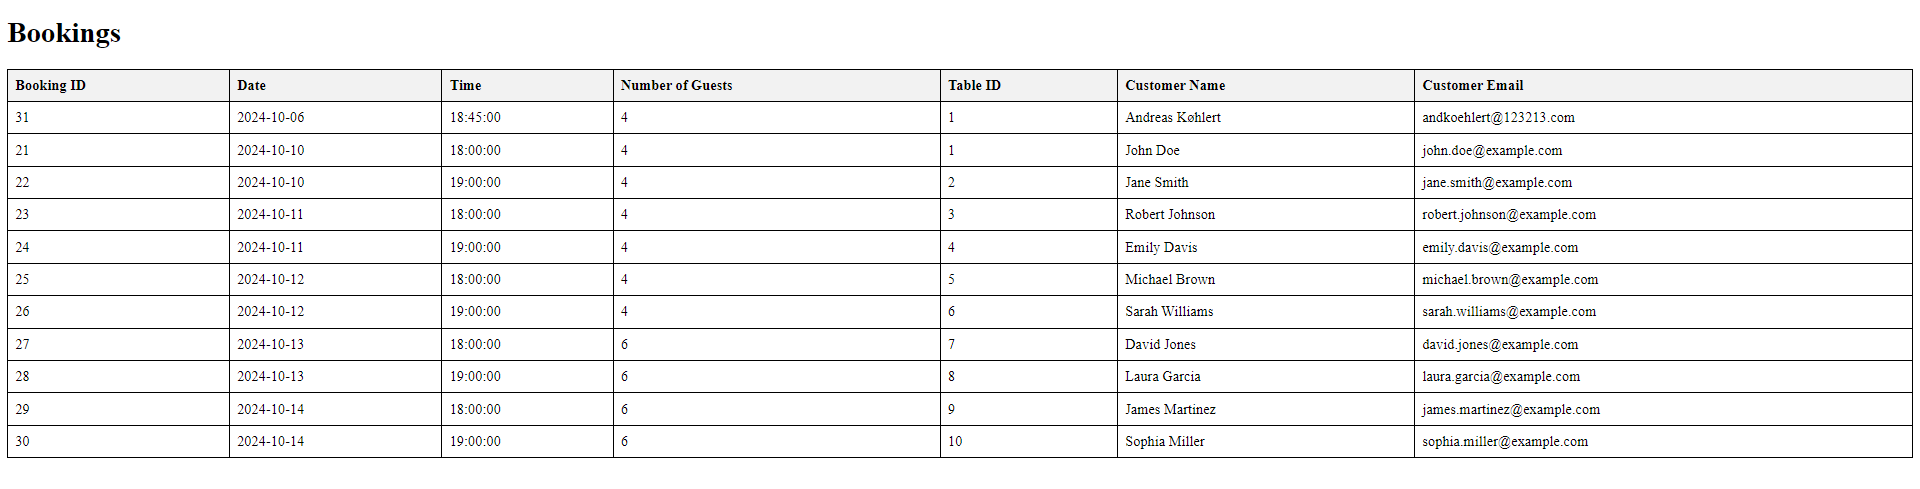 Bookings
Booking ID Date Time Number of Guests Table ID Customer Name Customer Email
31 2024-10-06 18:45:00 4 1 Andreas Køhlert andkoehlert@123213.com
21 2024-10-10 18:00:00 4 1 John Doe john.doe@example.com
22 2024-10-10 19:00:00 4 2 Jane Smith jane.smith@example.com
23 2024-10-11 18:00:00 4 3 Robert Johnson robert.johnson@example.com
24 2024-10-11 19:00:00 4 4 Emily Davis emily.davis@example.com
25 2024-10-12 18:00:00 4 5 Michael Brown michael.brown@example.com
26 2024-10-12 19:00:00 4 6 Sarah Williams sarah.williams@example.com
27 2024-10-13 18:00:00 6 7 David Jones david.jones@example.com
28 2024-10-13 19:00:00 6 8 Laura Garcia laura.garcia@example.com
29 2024-10-14 18:00:00 6 9 James Martinez james.martinez@example.com
30 2024-10-14 19:00:00 6 10 Sophia Miller sophia.miller@example.com